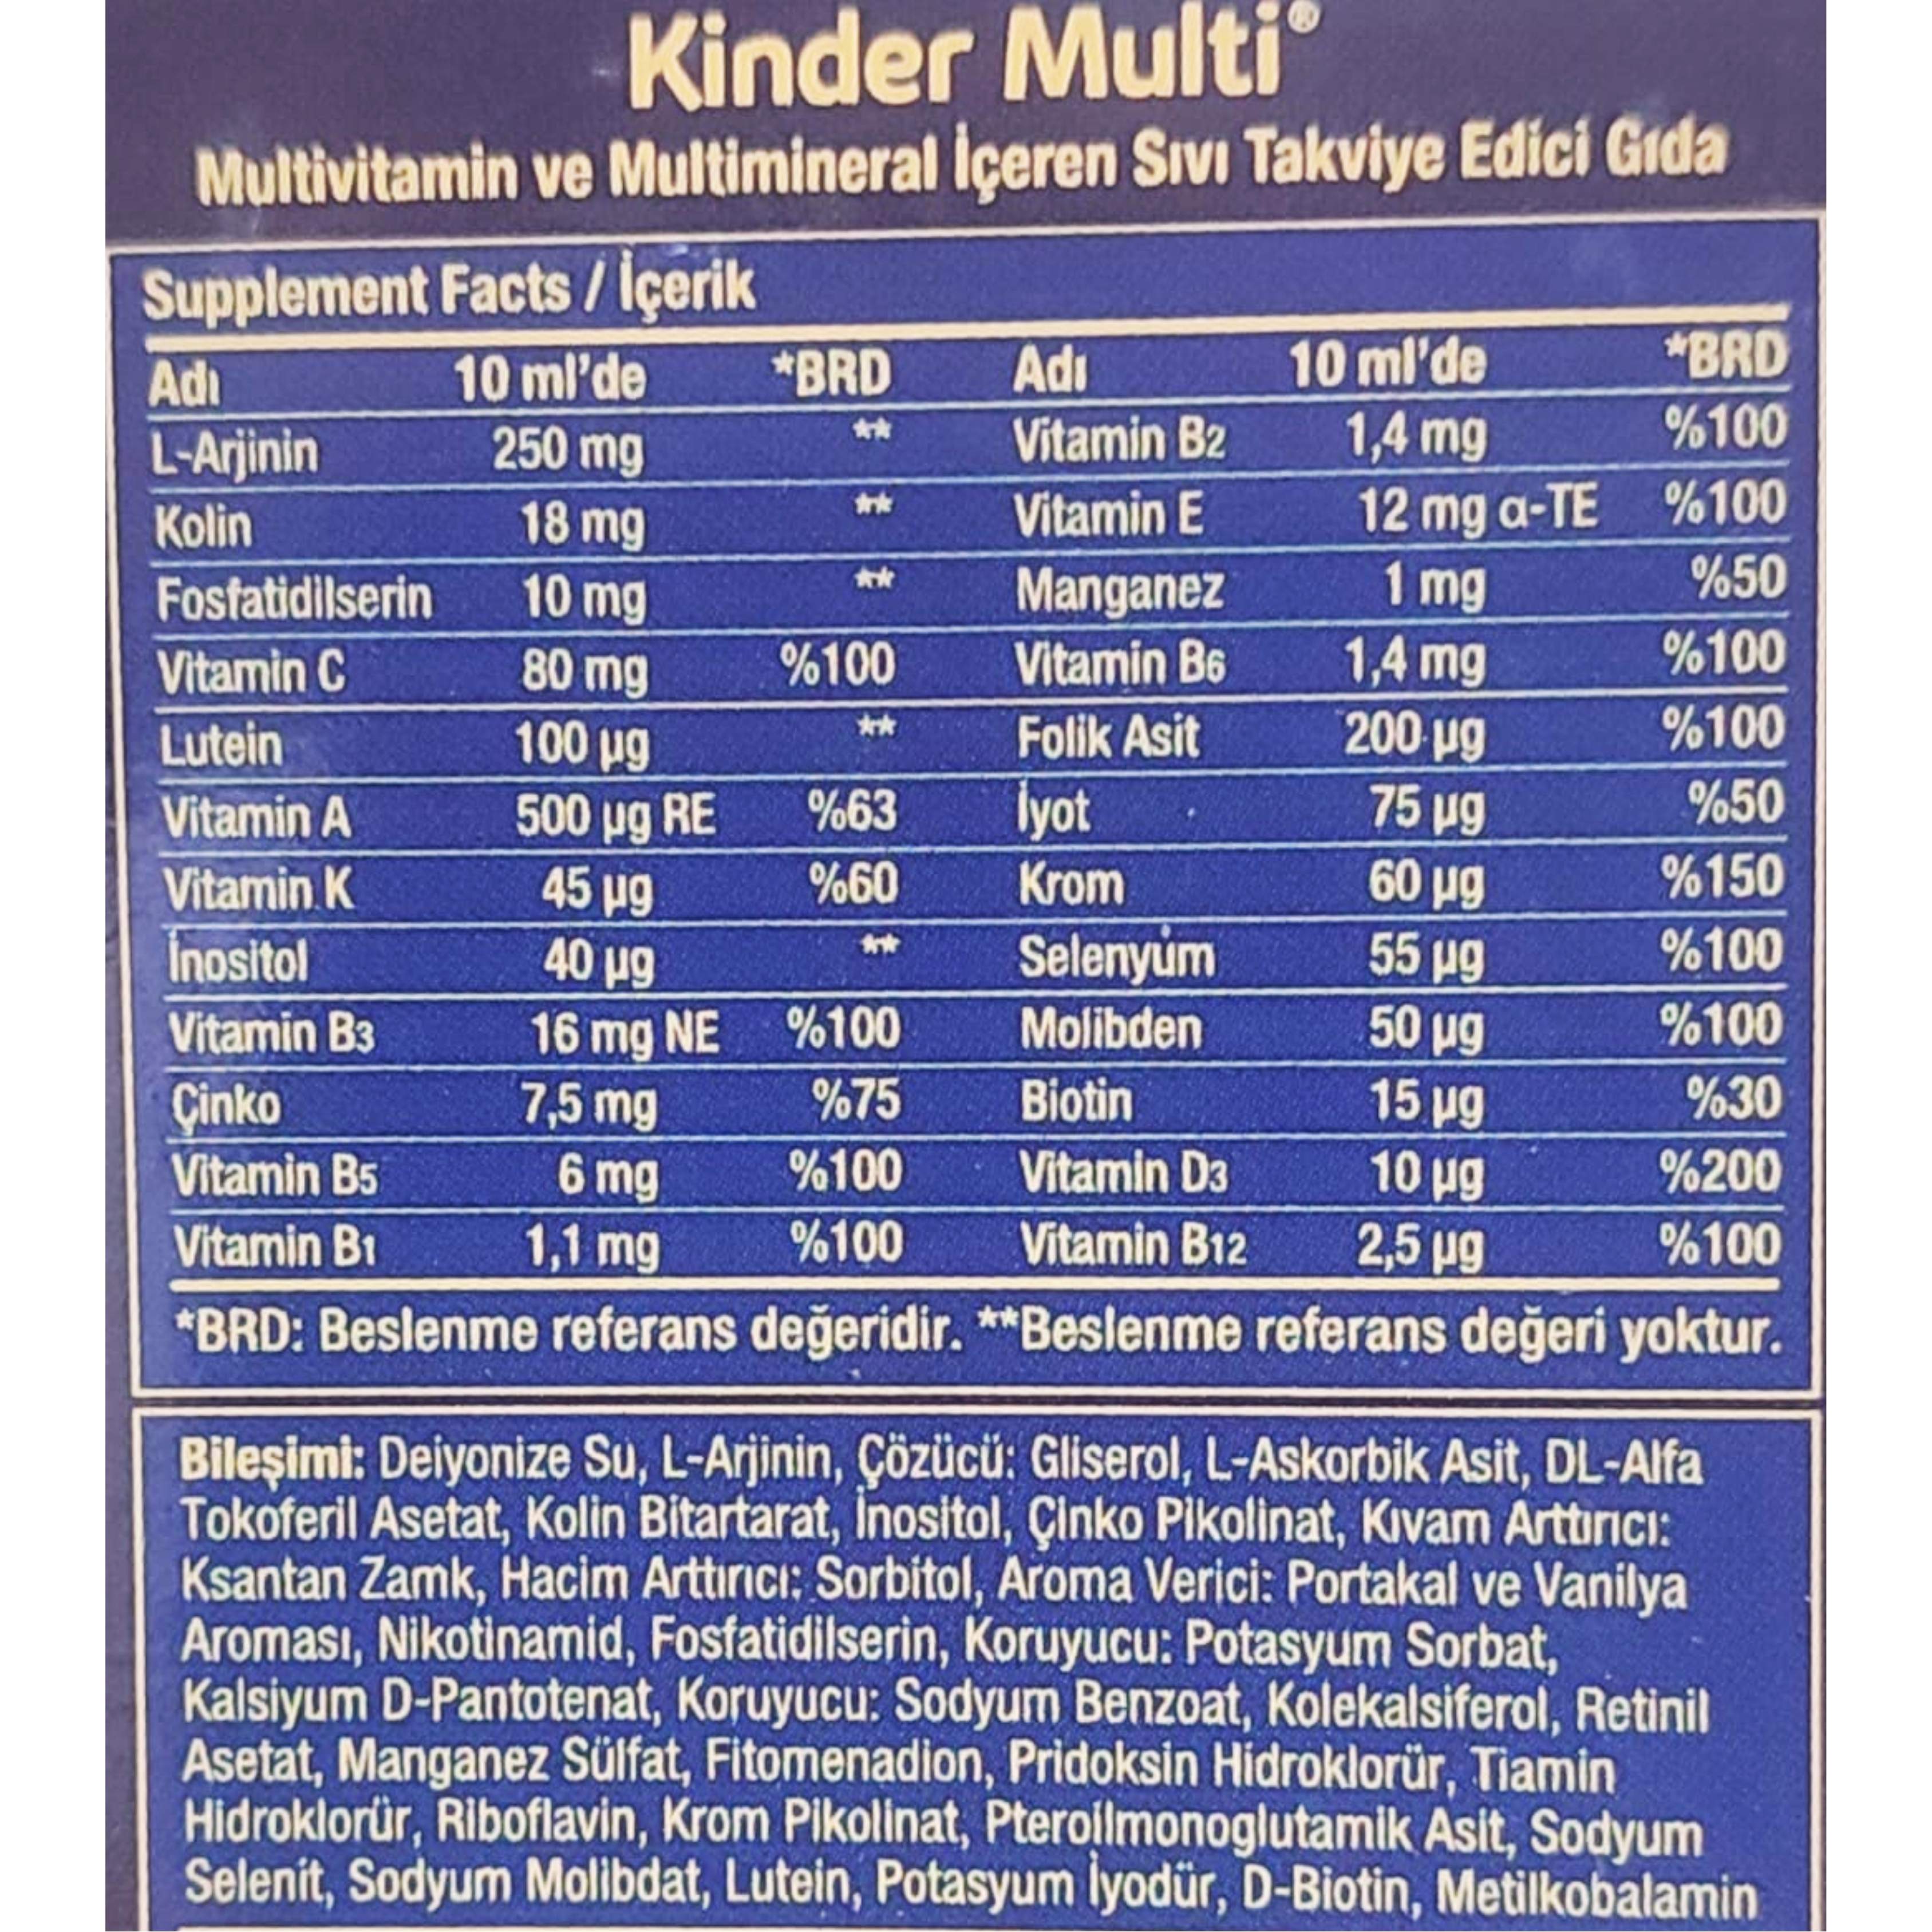 Kinder Multi®
Multivitamin ve Multimineral İçeren Sıvı Takviye Edici Gıda
Supplement Facts / İçerik
Adı 10 ml'de *BRD Adı 10 ml'de *BRD
L-Arjinin 250 mg ** Vitamin B2 1,4 mg %100
Kolin 18 mg ** Vitamin E 12 mg α-TE %100
Fosfatidilserin 10 mg ** Manganez 1 mg %50
Vitamin C 80 mg %100 Vitamin B6 1,4 mg %100
Lutein 100 µg ** Folik Asit 200 µg %100
Vitamin A 500 µg RE %63 İyot 75 µg %50
Vitamin K 45 µg %60 Krom 60 µg %150
İnositol 40 µg ** Selenyum 55 µg %100
Vitamin B3 16 mg NE %100 Molibden 50 µg %100
Çinko 7,5 mg %75 Biotin 15 µg %30
Vitamin B5 6 mg %100 Vitamin D3 10 µg %200
Vitamin B1 1,1 mg %100 Vitamin B12 2,5 µg %100
*BRD: Beslenme referans değeridir. **Beslenme referans değeri yoktur.
Bileşimi: Deiyonize Su, L-Arjinin, Çözücü: Gliserol, L-Askorbik Asit, DL-Alfa
Tokoferil Asetat, Kolin Bitartarat, İnositol, Çinko Pikolinat, Kıvam Arttırıcı:
Ksantan Zamk, Hacim Arttırıcı: Sorbitol, Aroma Verici: Portakal ve Vanilya
Aroması, Nikotinamid, Fosfatidilserin, Koruyucu: Potasyum Sorbat,
Kalsiyum D-Pantotenat, Koruyucu: Sodyum Benzoat, Kolekalsiferol, Retinil
Asetat, Manganez Sülfat, Fitomenadion, Pridoksin Hidroklorür, Tiamin
Hidroklorür, Riboflavin, Krom Pikolinat, Pteroilmonoglutamik Asit, Sodyum
Selenit, Sodyum Molibdat, Lutein, Potasyum İyodür, D-Biotin, Metilkobalamin